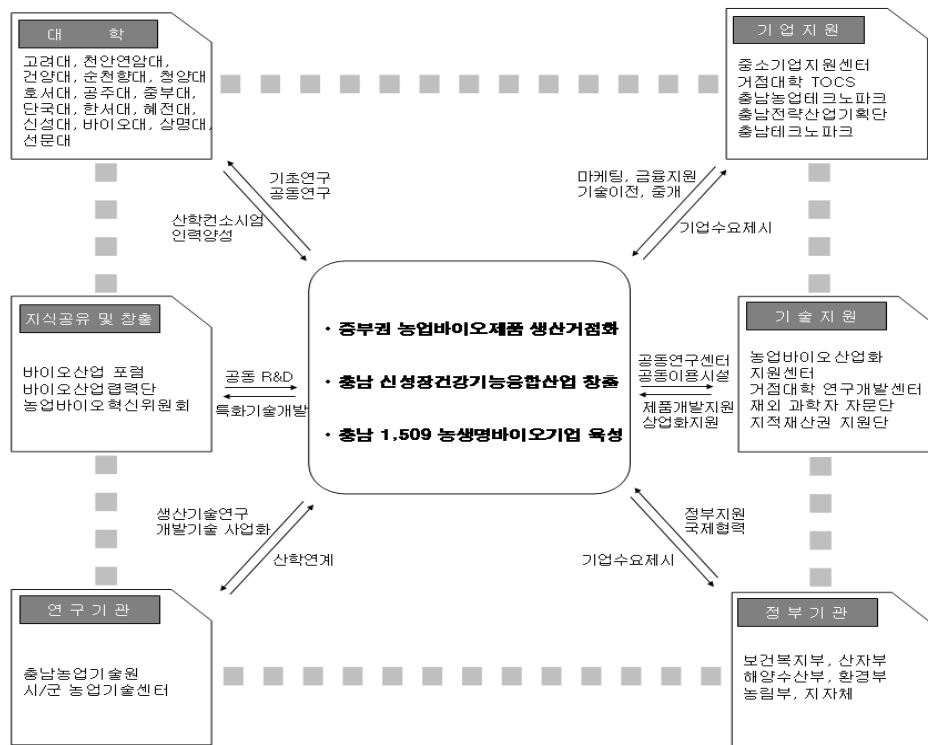 대 학
고려대, 천안연암대,
건양대, 순천향대, 청양대
호서대, 공주대, 중부대,
단국대, 한서대, 혜전대,
신성대, 바이오대, 상명대,
선문대
기 업 지 원
중소기업지원센터
거점대학 TOCS
충남농업테크노파크
충남전략산업기획단
충남테크노파크
기초연구
공동연구
산학컨소시엄
인력양성
마케팅, 금융지원
기술이전, 중개
기업수요제시
지식공유 및 창출
바이오산업 포럼
바이오산업협력단
농업바이오혁신위원회
공동 R&D
특화기술개발
· 중부권 농업바이오제품 생산거점화
· 충남 신성장건강기능융합산업 창출
· 충남 1,509 농생명바이오기업 육성
공동연구센터
공동이용시설
제품개발지원
상업화지원
기 술 지 원
농업바이오산업화
지원센터
거점대학 연구개발센터
재외 과학자 자문단
지적재산권 지원단
생산기술연구
개발기술 사업화
산학연계
정부지원
국제협력
기업수요제시
연 구 기 관
충남농업기술원
시/군 농업기술센터
정 부 기 관
보건복지부, 산자부
해양수산부, 환경부
농림부, 지자체